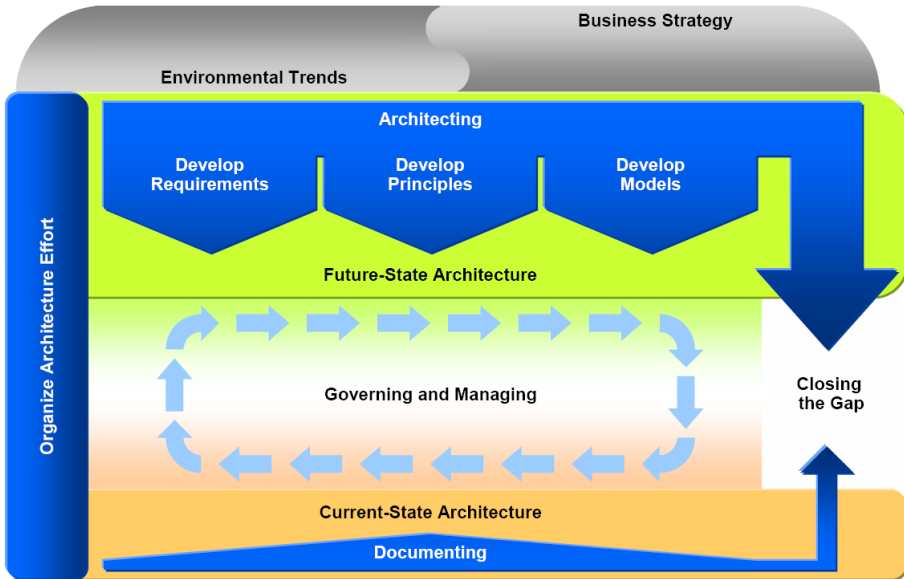 Business Strategy
Environmental Trends
Organize Architecture Effort
Architecting
Develop
Requirements
Develop
Principles
Develop
Models
Future-State Architecture
Governing and Managing
Closing
the Gap
Current-State Architecture
Documenting